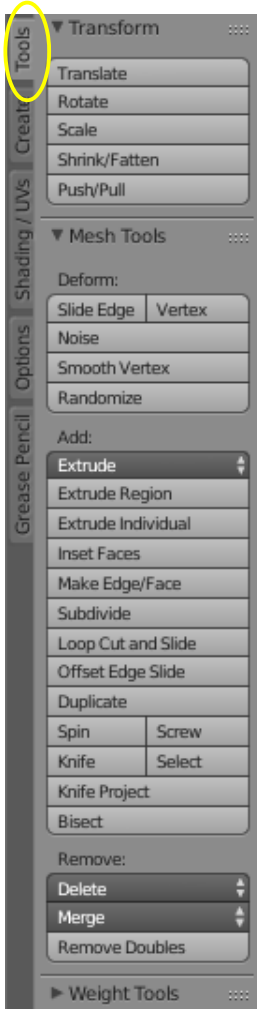 Tools
Create
Shading / UVs
Options
Grease Pencil
Transform
Translate
Rotate
Scale
Shrink/Fatten
Push/Pull
Mesh Tools
Deform:
Slide Edge Vertex
Noise
Smooth Vertex
Randomize
Add:
Extrude
Extrude Region
Extrude Individual
Inset Faces
Make Edge/Face
Subdivide
Loop Cut and Slide
Offset Edge Slide
Duplicate
Spin Screw
Knife Select
Knife Project
Bisect
Remove:
Delete
Merge
Remove Doubles
Weight Tools